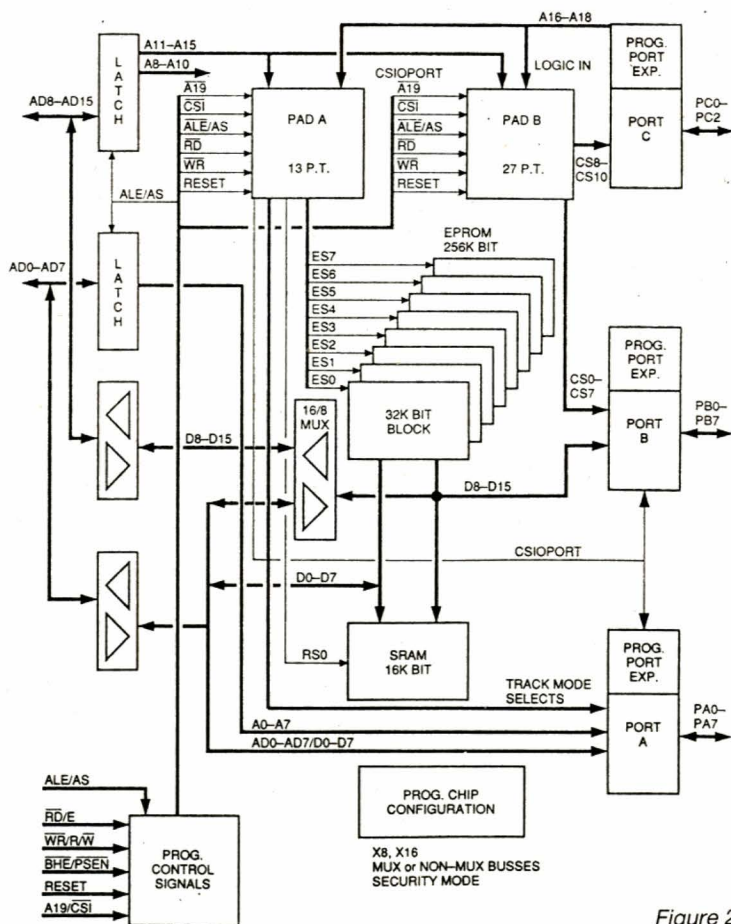 A16–A18
A11–A15
A8–A10
LATCH
AD8–AD15
ALE/AS
AD0–AD7
LATCH
CSIOPORT
LOGIC IN
A19
CSI
ALE/AS
RD
WR
RESET
PAD A
13 P.T.
A19
CSI
ALE/AS
RD
WR
RESET
PAD B
27 P.T.
PROG.
PORT
EXP.
PORT
C
PC0–
PC2
CS8–
CS10
EPROM
256K BIT
ES7
ES6
ES5
ES4
ES3
ES2
ES1
ES0
32K BIT
BLOCK
16/8
MUX
D8–D15
D8–D15
CS0–
CS7
PROG.
PORT
EXP.
PORT
B
PB0–
PB7
CSIOPORT
D0–D7
RS0
SRAM
16K BIT
TRACK MODE
SELECTS
A0–A7
AD0–AD7/D0–D7
PROG.
PORT
EXP.
PORT
A
PA0–
PA7
ALE/AS
RD/E
WR/R/W
BHE/PSEN
RESET
A19/CSI
PROG.
CONTROL
SIGNALS
PROG. CHIP
CONFIGURATION
X8, X16
MUX or NON–MUX BUSSES
SECURITY MODE
Figure 2